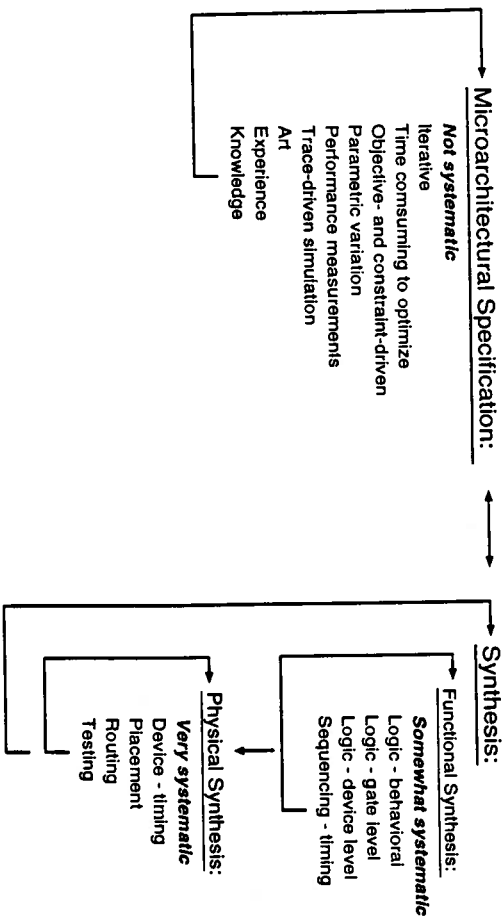 Microarchitectural Specification:
Not systematic
Iterative
Time comsuming to optimize
Objective- and constraint-driven
Parametric variation
Performance measurements
Trace-driven simulation
Art
Experience
Knowledge
Synthesis:
Functional Synthesis:
Somewhat systematic
Logic - behavioral
Logic - gate level
Logic - device level
Sequencing - timing
Physical Synthesis:
Very systematic
Device - timing
Placement
Routing
Testing